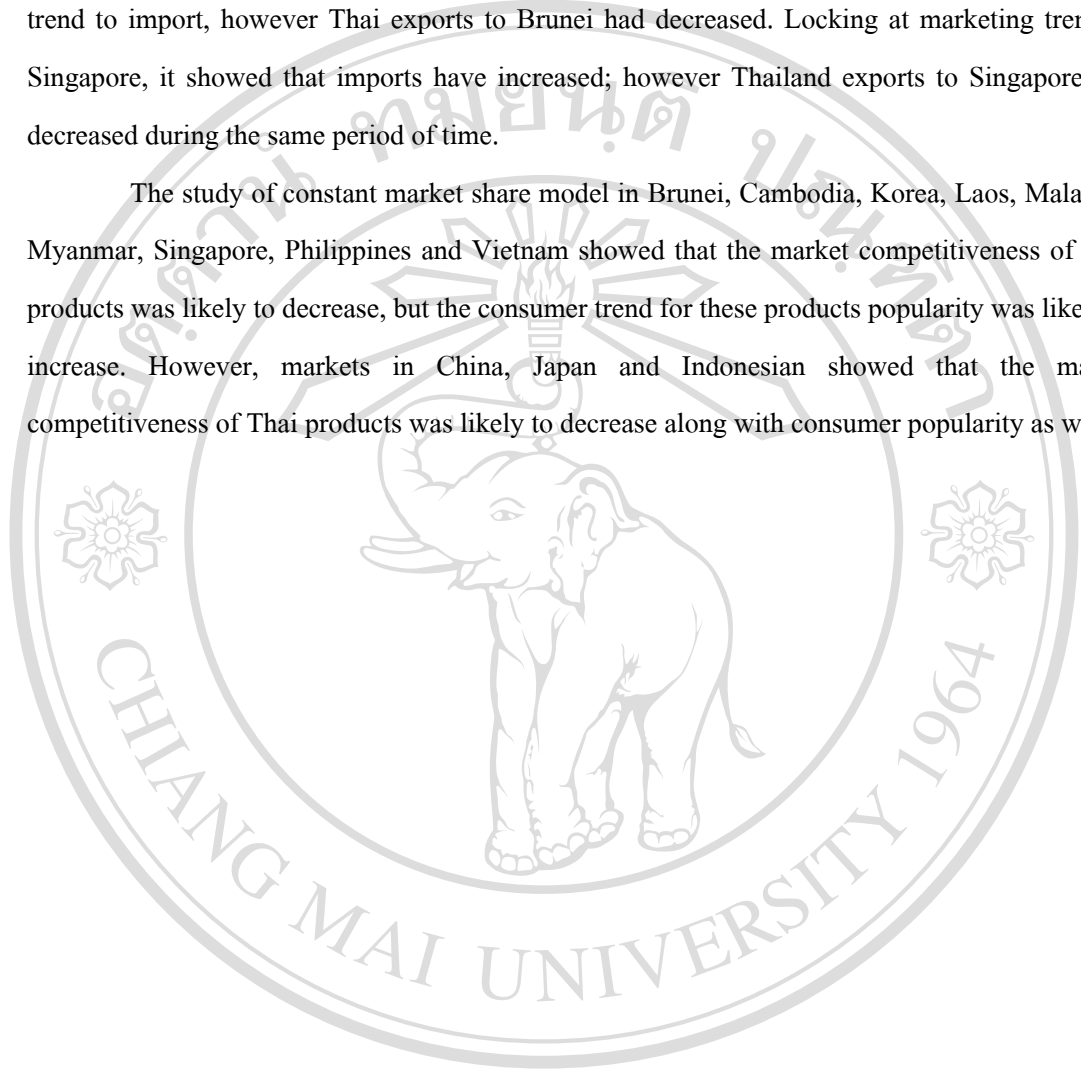 trend to import, however Thai exports to Brunei had decreased. Locking at marketing
Singapore, it showed that imports have increased; however Thailand exports to Singapore
decreased during the same period of time.
The study of constant market share model in Brunei, Cambodia, Korea, Laos,
Myanmar, Singapore, Philippines and Vietnam showed that the market competitiveness of
products was likely to decrease, but the consumer trend for these products popularity was
increase. However, markets in China, Japan and Indonesian showed that the
competitiveness of Thai products was likely to decrease along with consumer popularity as
CHIANG MAI UNIVERSITY 1964